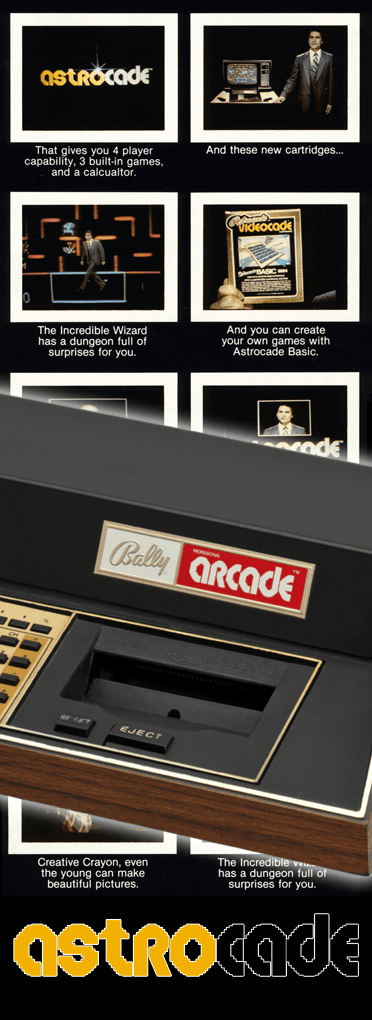 astrocade
That gives you 4 player
capability, 3 built-in games,
and a calcualtor.
And these new cartridges...
The Incredible Wizard
has a dungeon full of
surprises for you.
VIDEOCADE
BASIC
And you can create
your own games with
Astrocade Basic.
Bally
PROFESSIONAL
ARCADE™
CH
%
RESET
EJECT
Creative Crayon, even
the young can make
beautiful pictures.
The Incredible
has a dungeon full of
surprises for you.
astrocade